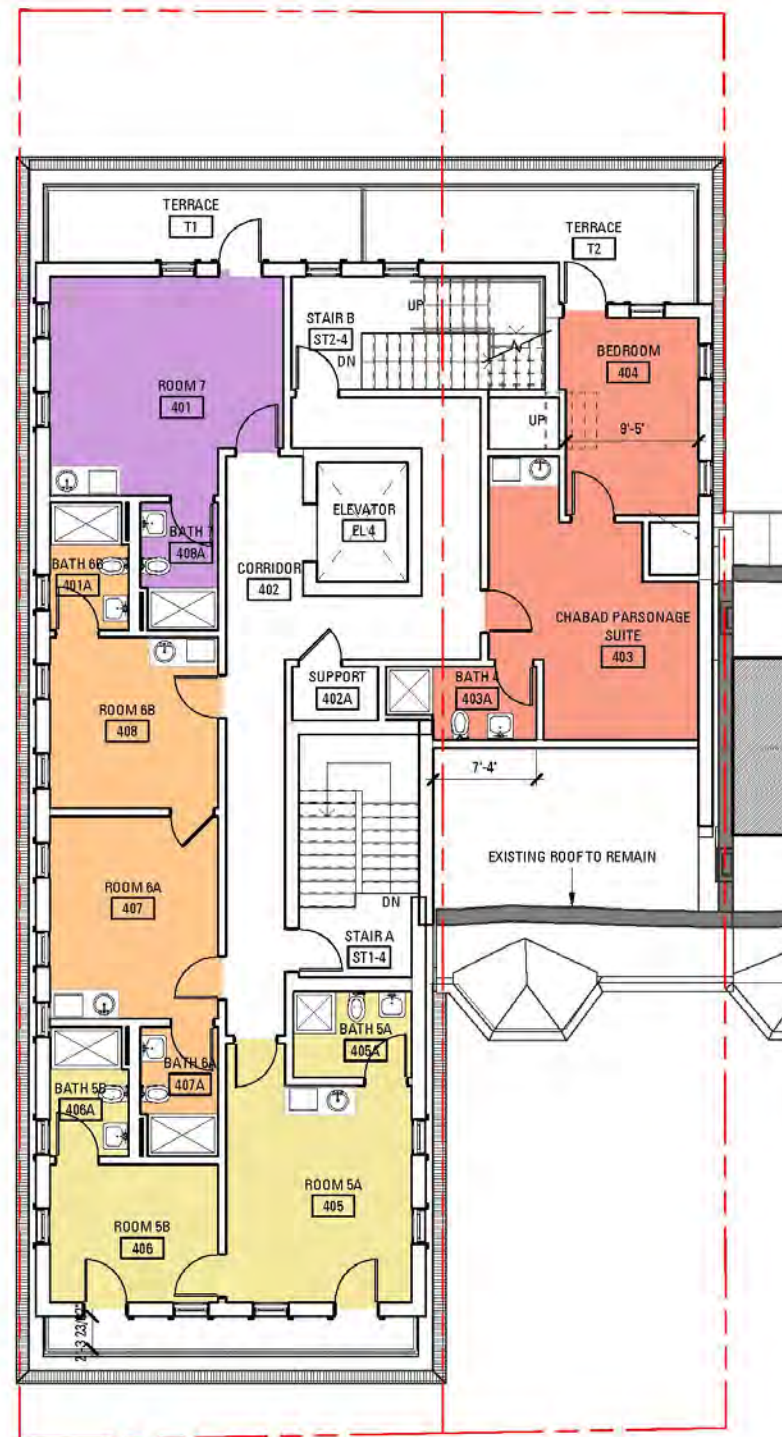 TERRACE
T1
TERRACE
T2
STAIR B
ST2-4
UP
DN
BEDROOM
404
ROOM 7
401
UP
9'-5"
ELEVATOR
EL4
BATH 7
408A
BATH 6B
401A
CORRIDOR
402
CHABAD PARSONAGE
SUITE
403
SUPPORT
402A
BATH 4
403A
ROOM 6B
408
7'-4"
EXISTING ROOF TO REMAIN
ROOM 6A
407
DN
STAIR A
ST1-4
BATH 5A
405A
BATH 6A
407A
BATH 5B
406A
ROOM 5A
405
ROOM 5B
406